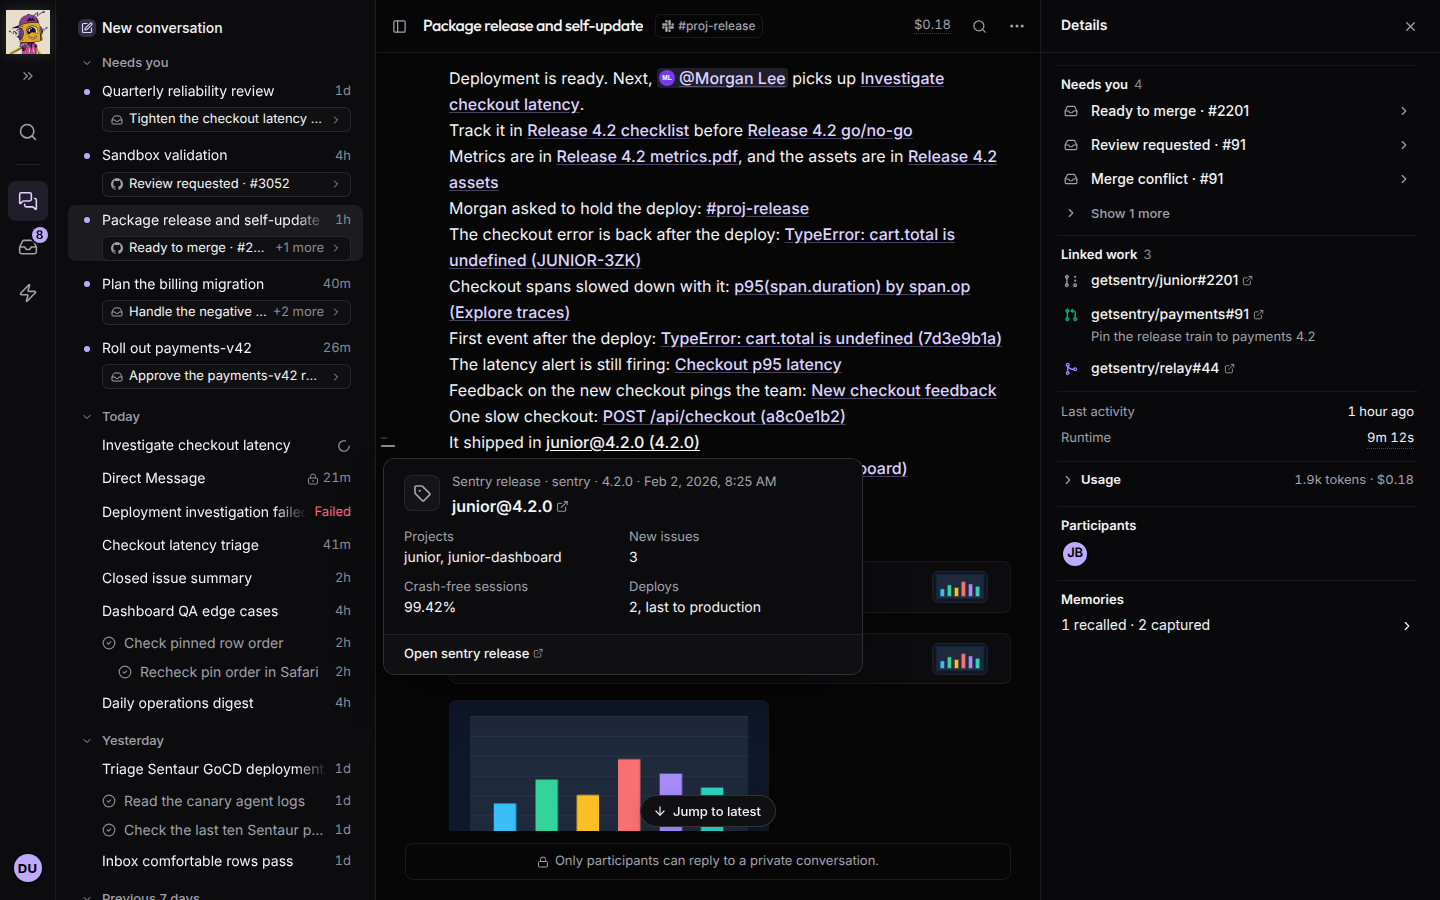 New conversation
Needs you
Quarterly reliability review 1d
Tighten the checkout latency ...
Sandbox validation 4h
Review requested · #3052
Package release and self-update 1h
Ready to merge · #2... +1 more
Plan the billing migration 40m
Handle the negative ... +2 more
Roll out payments-v42 26m
Approve the payments-v42 r...
Today
Investigate checkout latency
Direct Message 21m
Deployment investigation failed Failed
Checkout latency triage 41m
Closed issue summary 2h
Dashboard QA edge cases 4h
Check pinned row order 2h
Recheck pin order in Safari 2h
Daily operations digest 4h
Yesterday
Triage Sentaur GoCD deployment 1d
Read the canary agent logs 1d
Check the last ten Sentaur p... 1d
Inbox comfortable rows pass 1d
Previous 7 days
8
DU
Package release and self-update #proj-release $0.18
Deployment is ready. Next, ML @Morgan Lee picks up Investigate
checkout latency.
Track it in Release 4.2 checklist before Release 4.2 go/no-go
Metrics are in Release 4.2 metrics.pdf, and the assets are in Release 4.2
assets
Morgan asked to hold the deploy: #proj-release
The checkout error is back after the deploy: TypeError: cart.total is
undefined (JUNIOR-3ZK)
Checkout spans slowed down with it: p95(span.duration) by span.op
(Explore traces)
First event after the deploy: TypeError: cart.total is undefined (7d3e9b1a)
The latency alert is still firing: Checkout p95 latency
Feedback on the new checkout pings the team: New checkout feedback
One slow checkout: POST /api/checkout (a8c0e1b2)
It shipped in junior@4.2.0 (4.2.0)
board)
Sentry release · sentry · 4.2.0 · Feb 2, 2026, 8:25 AM
junior@4.2.0
Projects New issues
junior, junior-dashboard 3
Crash-free sessions Deploys
99.42% 2, last to production
Open sentry release
Jump to latest
Only participants can reply to a private conversation.
Details
Needs you 4
Ready to merge · #2201
Review requested · #91
Merge conflict · #91
Show 1 more
Linked work 3
getsentry/junior#2201
getsentry/payments#91
Pin the release train to payments 4.2
getsentry/relay#44
Last activity 1 hour ago
Runtime 9m 12s
Usage 1.9k tokens · $0.18
Participants
JB
Memories
1 recalled · 2 captured